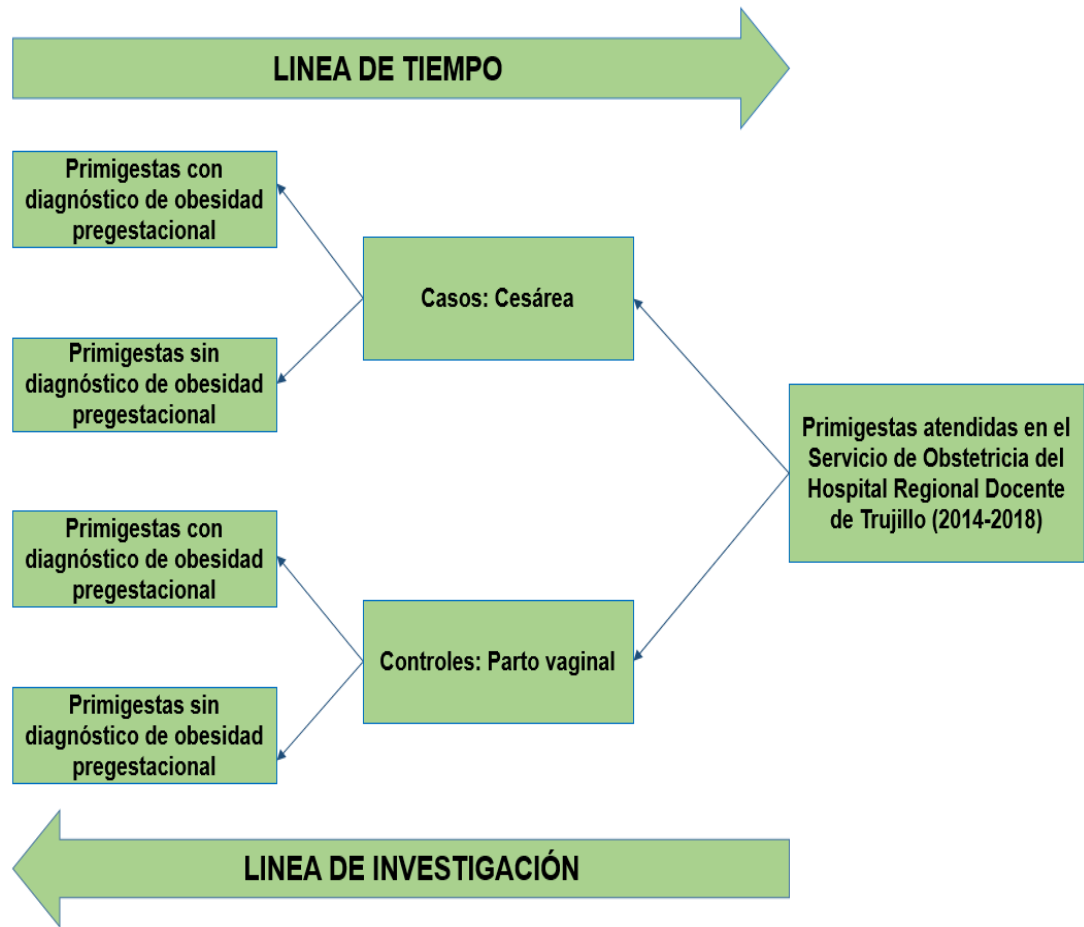 LINEA DE TIEMPO
Primigestas con
diagnóstico de obesidad
pregestacional
Primigestas sin
diagnóstico de obesidad
pregestacional
Casos: Cesárea
Primigestas atendidas en el
Servicio de Obstetricia del
Hospital Regional Docente
de Trujillo (2014-2018)
Primigestas con
diagnóstico de obesidad
pregestacional
Controles: Parto vaginal
Primigestas sin
diagnóstico de obesidad
pregestacional
LINEA DE INVESTIGACIÓN